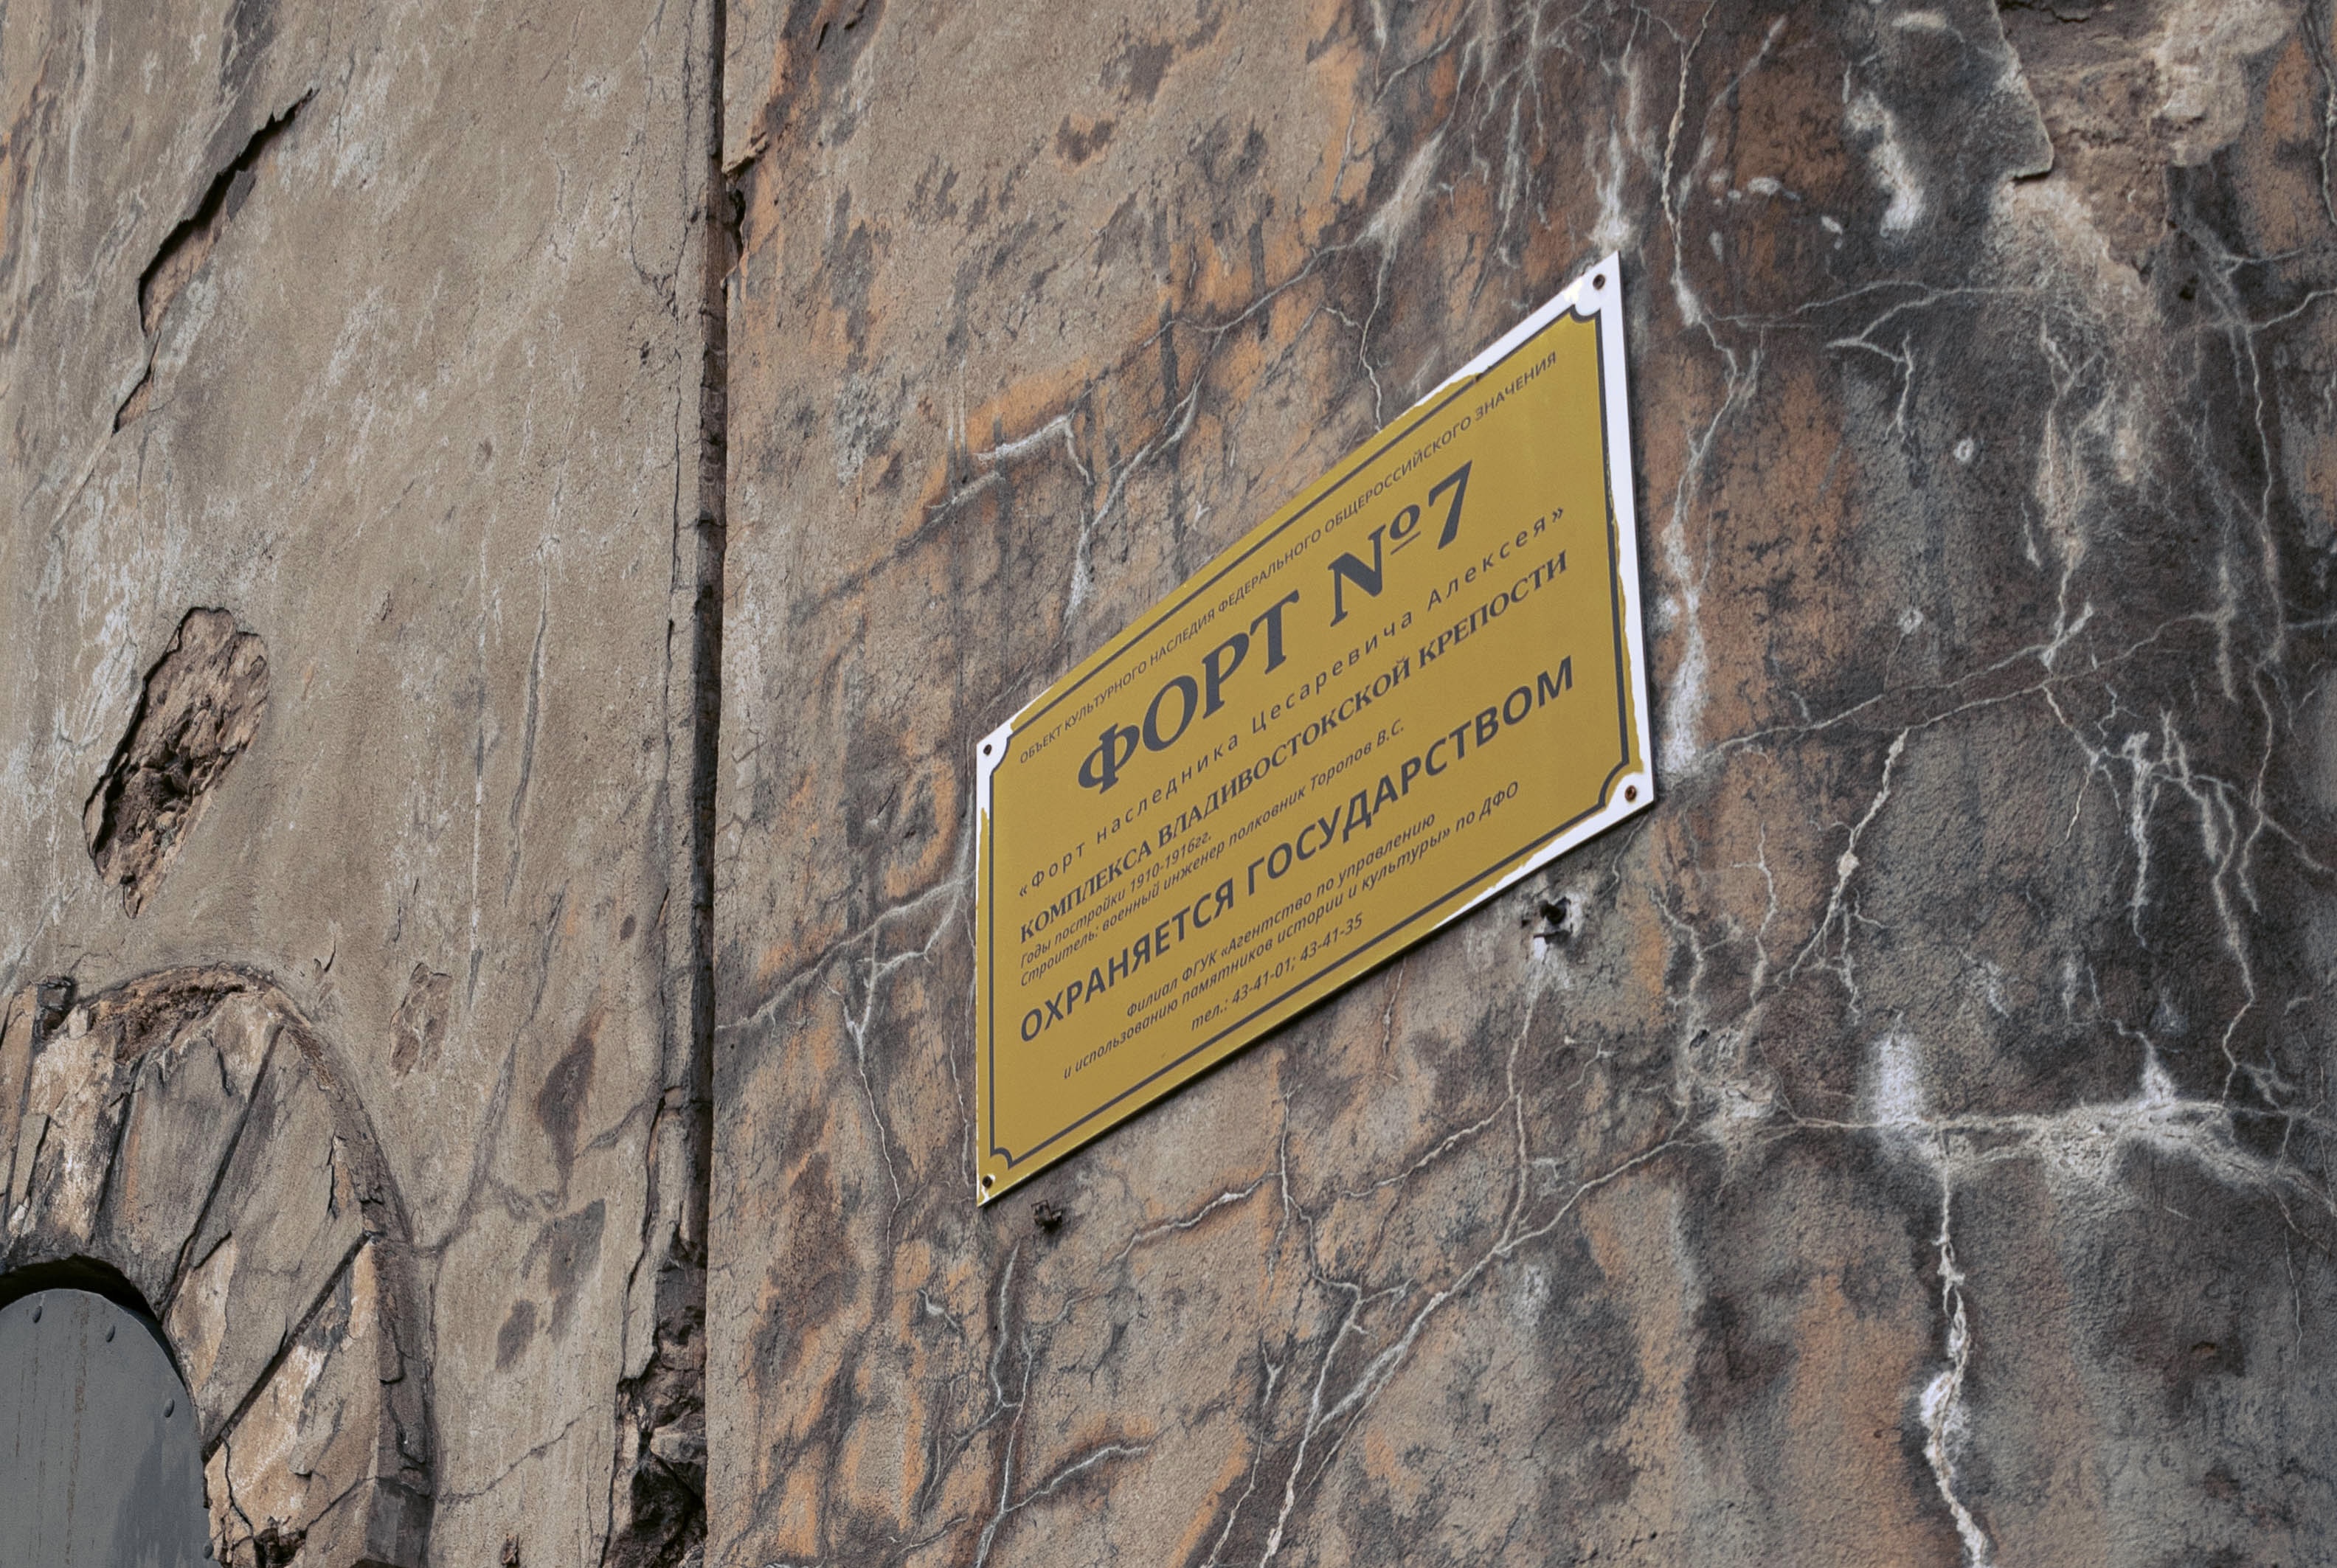 ОБЪЕКТ КУЛЬТУРНОГО НАСЛЕДИЯ ФЕДЕРАЛЬНОГО ОБЩЕРОССИЙСКОГО ЗНАЧЕНИЯ
ФОРТ №7
«Форт наследника Цесаревича Алексея»
КОМПЛЕКСА ВЛАДИВОСТОКСКОЙ КРЕПОСТИ
Годы постройки 1910-1916гг.
Строитель: военный инженер полковник Торопов В.С.
ОХРАНЯЕТСЯ ГОСУДАРСТВОМ
Филиал ФГУК «Агентство по управлению
и использованию памятников истории и культуры» по ДФО
тел.: 43-41-01; 43-41-35